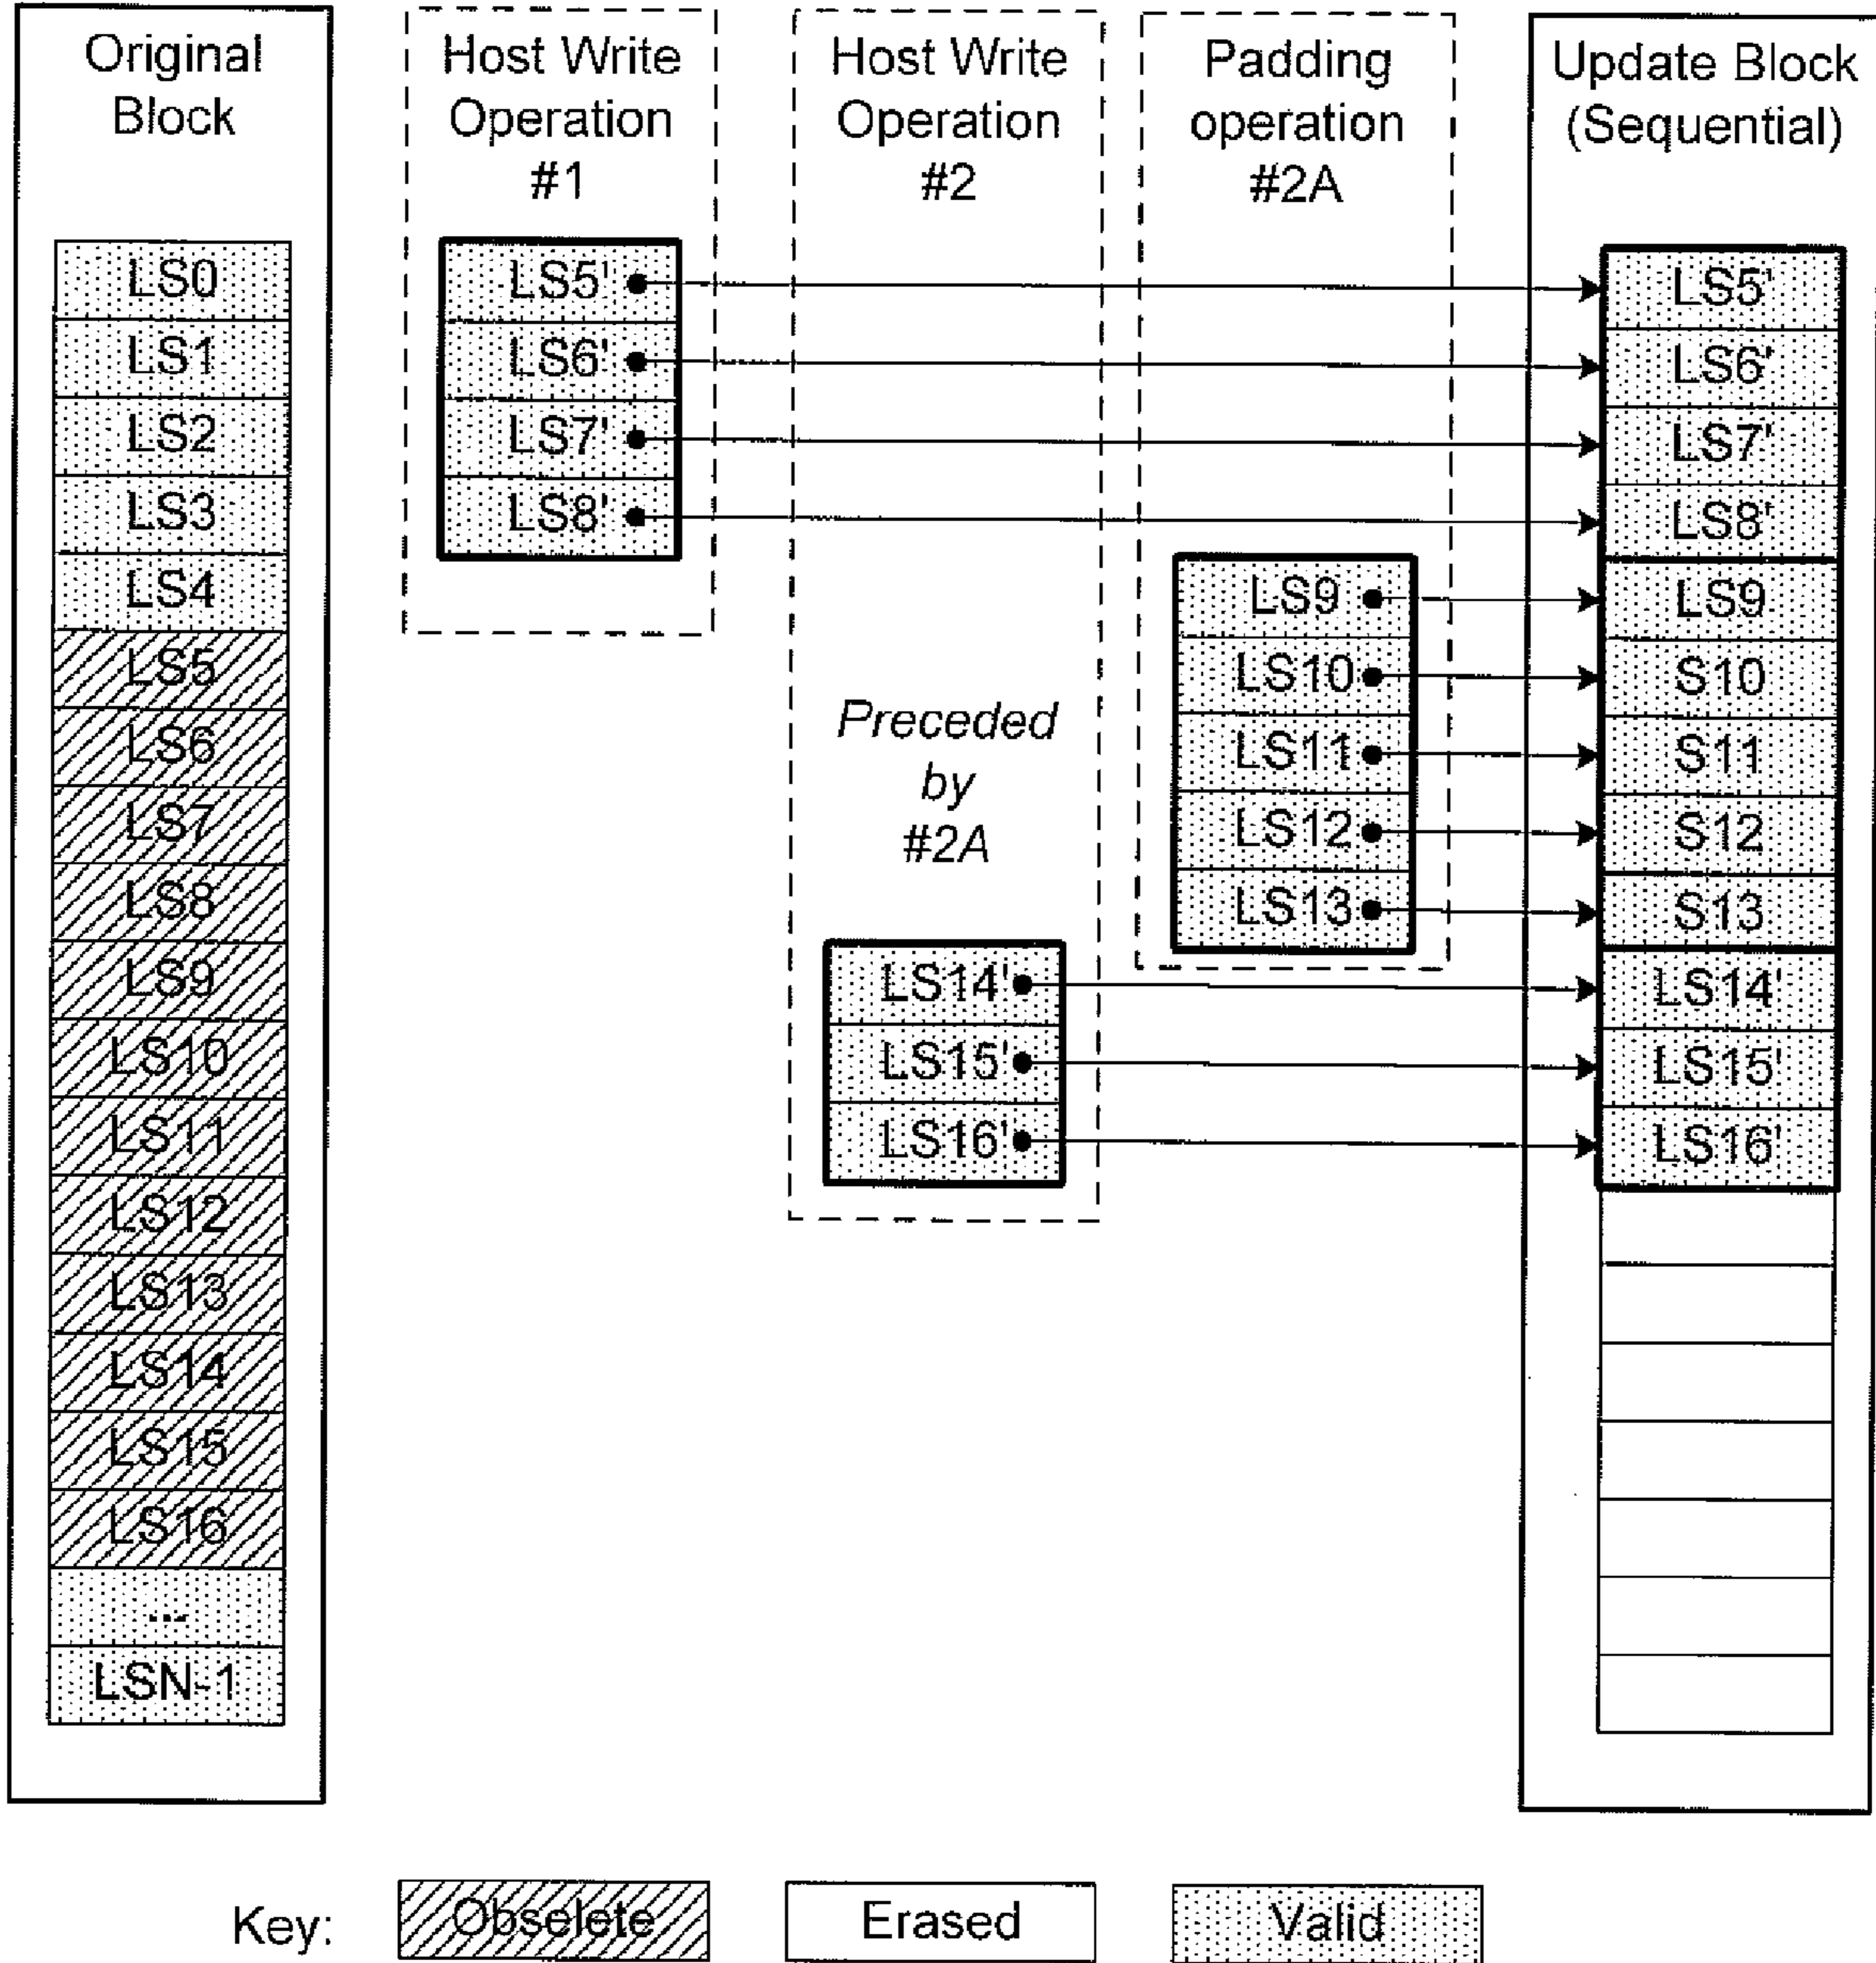 Original
Block
LS0
LS1
LS2
LS3
LS4
LS5
LS6
LS7
LS8
LS9
LS10
LS11
LS12
LS13
LS14
LS15
LS16
...
LSN-1
Host Write
Operation
#1
LS5'
LS6'
LS7'
LS8'
Host Write
Operation
#2
Preceded
by
#2A
LS14'
LS15'
LS16'
Padding
operation
#2A
LS9
LS10
LS11
LS12
LS13
Update Block
(Sequential)
LS5'
LS6'
LS7'
LS8'
LS9
S10
S11
S12
S13
LS14'
LS15'
LS16'
Key:
Obselete
Erased
Valid